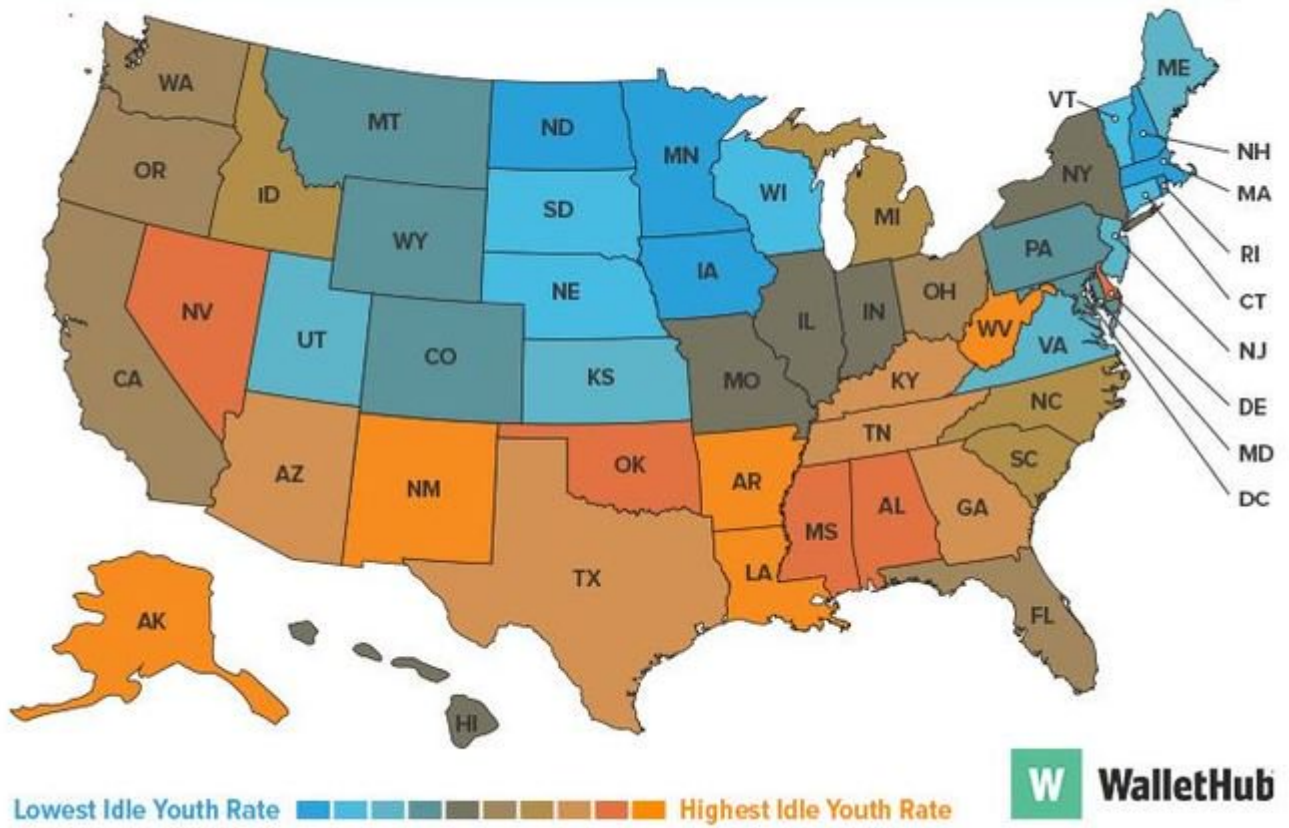 WA
MT
ND
MN
ME
VT
NH
MA
RI
CT
NJ
DE
MD
DC
OR
ID
WY
SD
WI
MI
NY
PA
NV
UT
CO
NE
IA
IL
IN
OH
WV
VA
CA
KS
MO
KY
NC
TN
SC
AZ
NM
OK
AR
MS
AL
GA
TX
LA
FL
AK
HI
Lowest Idle Youth Rate
Highest Idle Youth Rate
W WalletHub